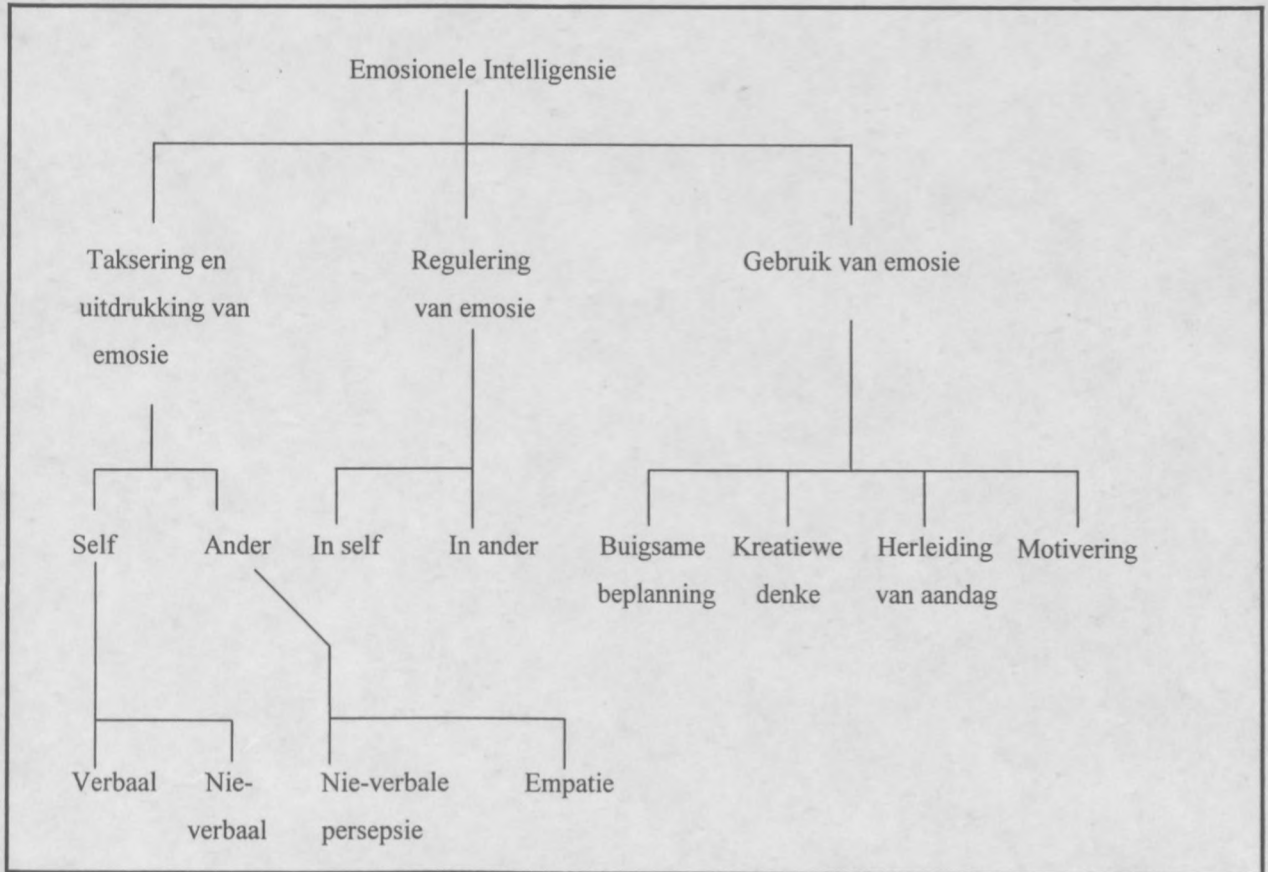 Emosionele Intelligensie
Taksering en
uitdrukking van
emosie
Regulering
van emosie
Gebruik van emosie
Self
Ander
In self
In ander
Buigsame
beplanning
Kreatiewe
denke
Herleiding
van aandag
Motivering
Verbaal
Nie-
verbaal
Nie-verbale
persepsie
Empatie